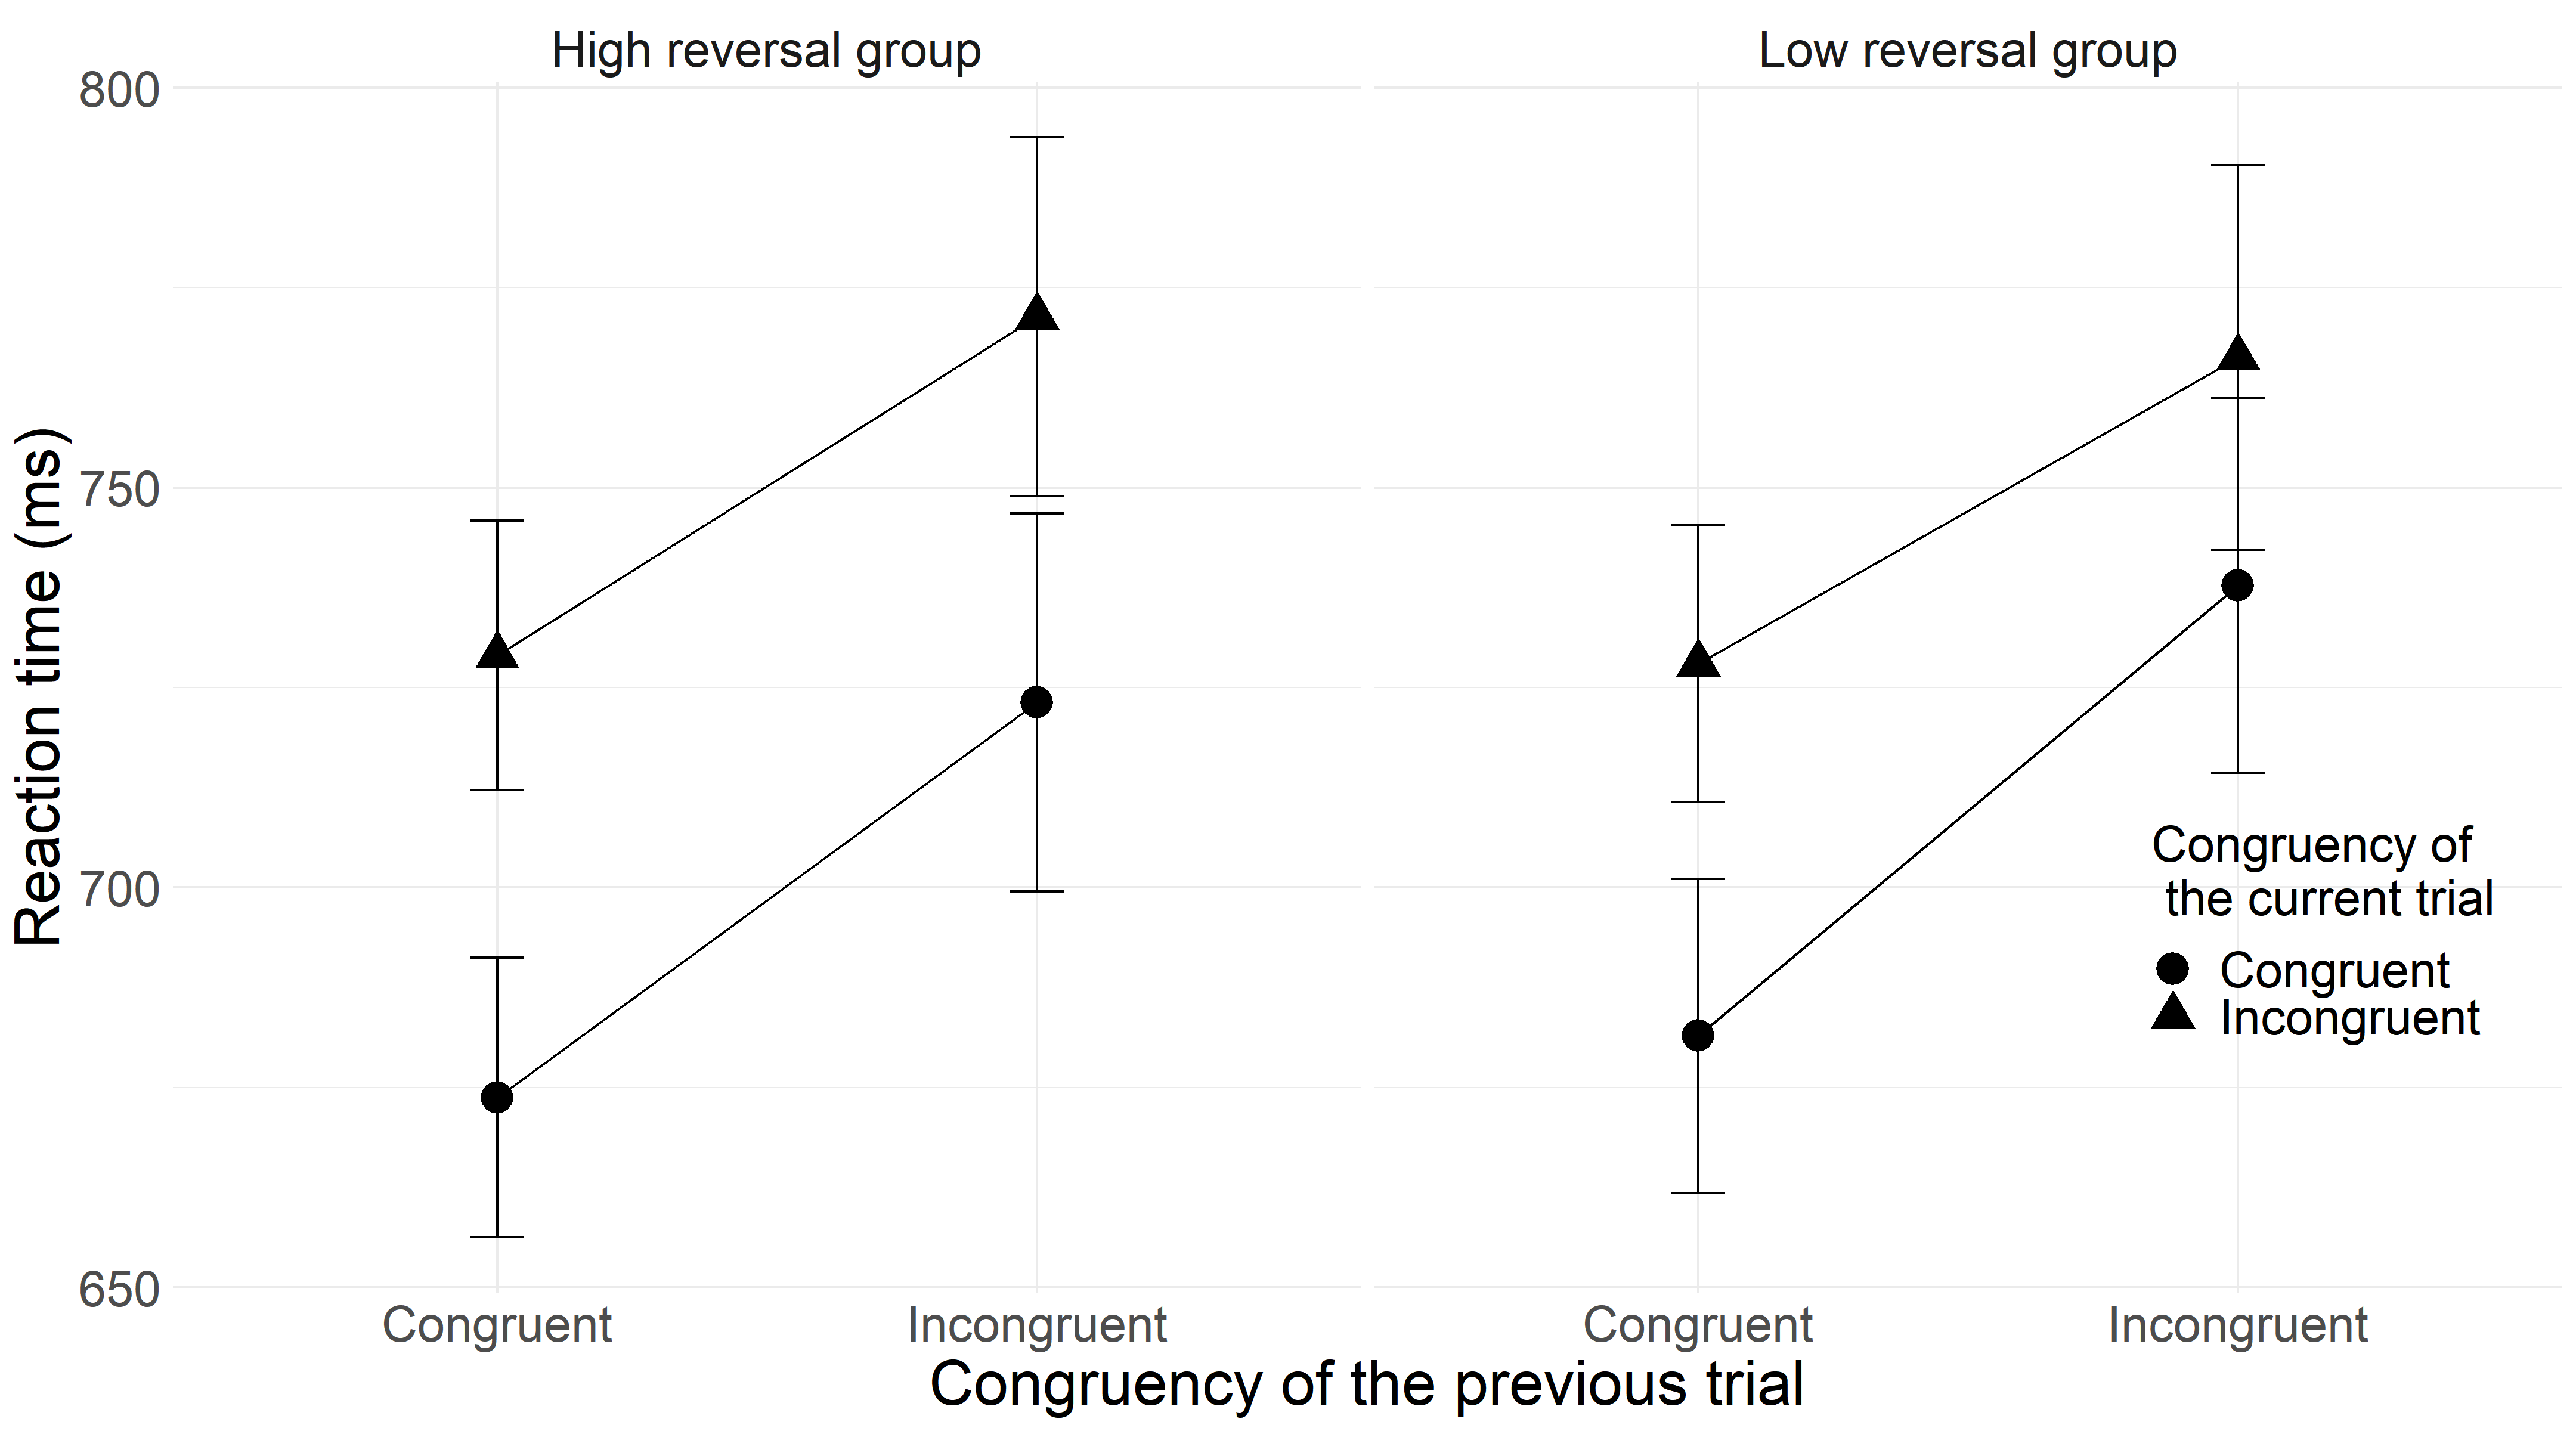 High reversal group
Low reversal group
800
750
700
650
Reaction time (ms)
Congruency of
the current trial
Congruent
Incongruent
Congruent
Incongruent
Congruent
Incongruent
Congruency of the previous trial